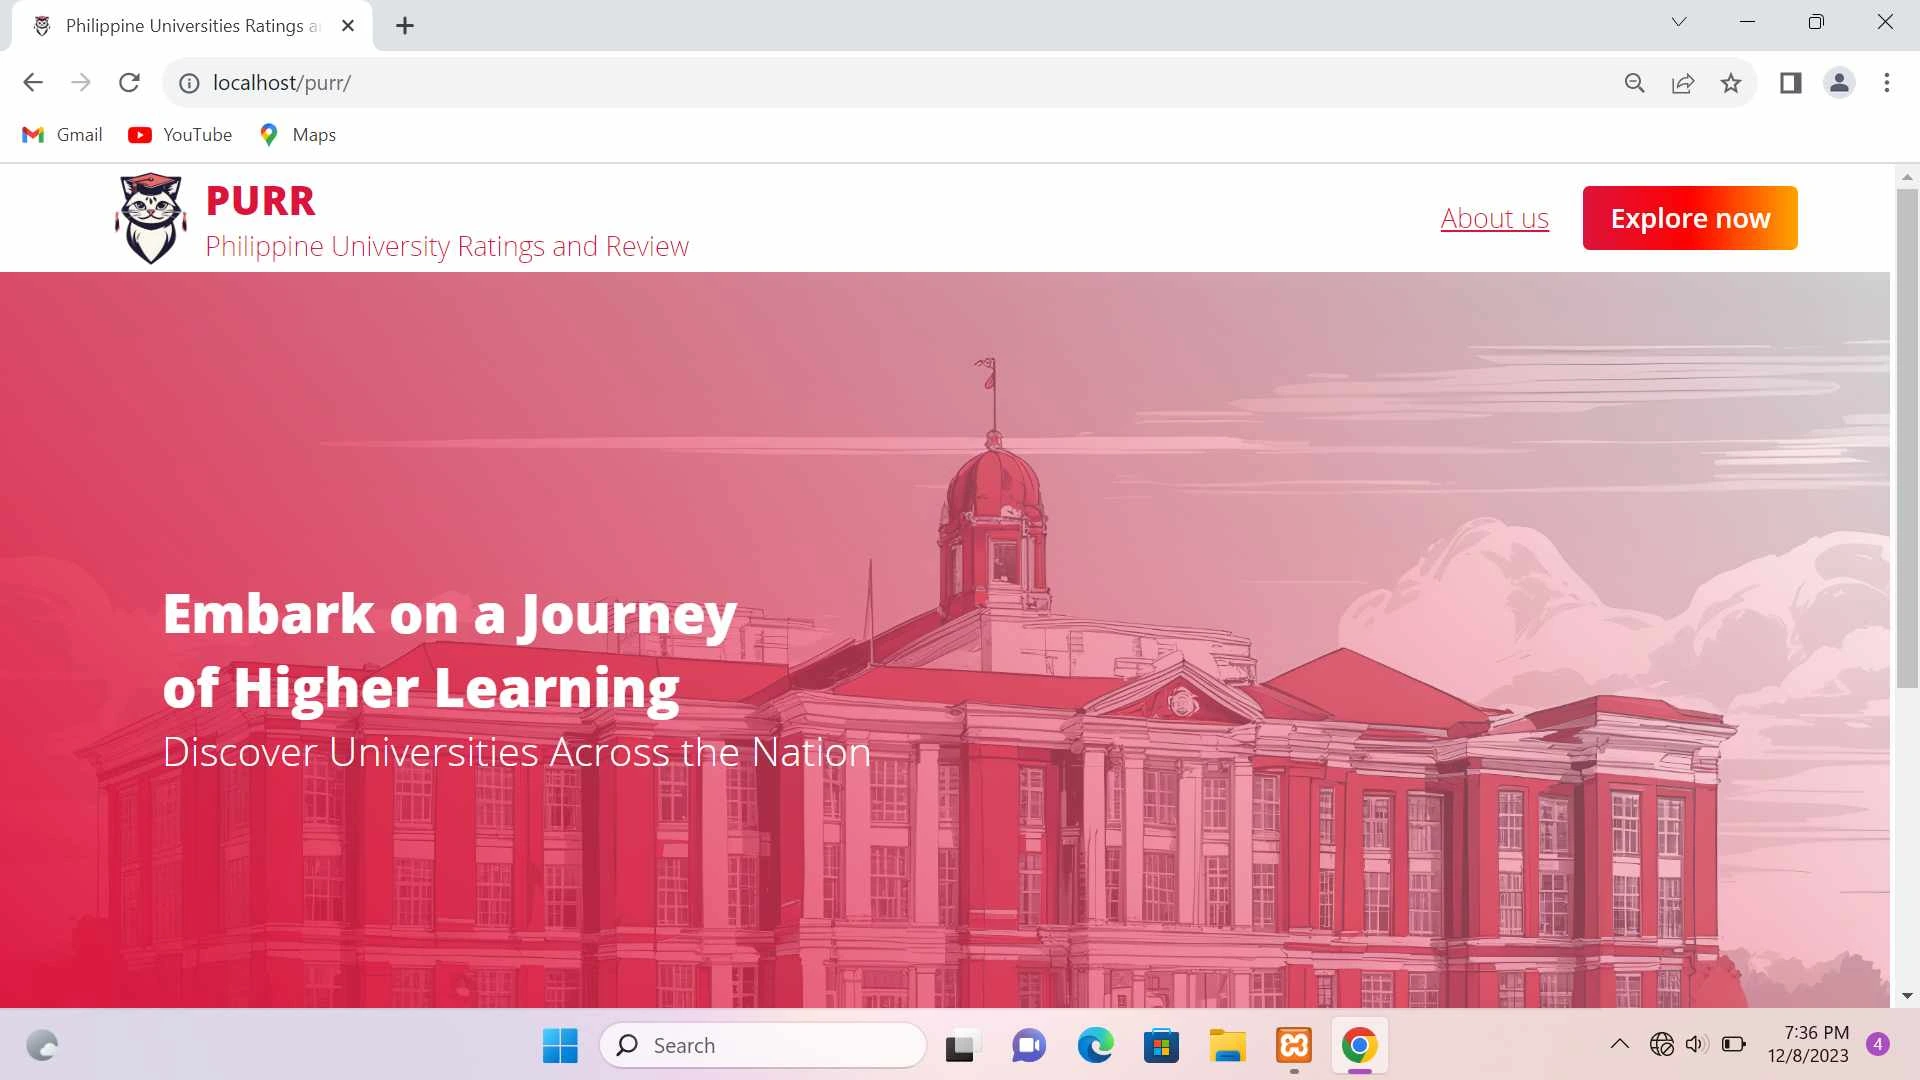 Philippine Universities Ratings a
localhost/purr/
Gmail
YouTube
Maps
PURR
Philippine University Ratings and Review
About us
Explore now
Embark on a Journey
of Higher Learning
Discover Universities Across the Nation
Search
7:36 PM
12/8/2023
4